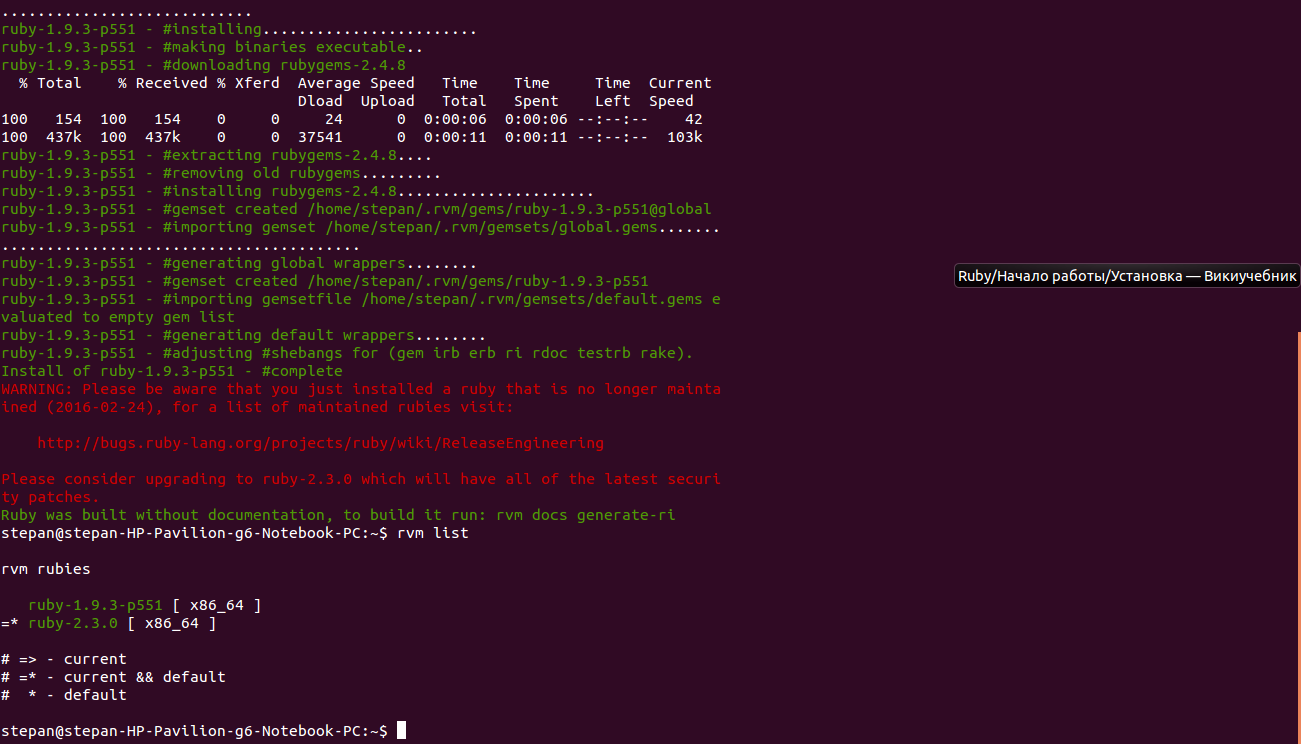 ............................
ruby-1.9.3-p551 - #installing........................
ruby-1.9.3-p551 - #making binaries executable..
ruby-1.9.3-p551 - #downloading rubygems-2.4.8
  % Total    % Received % Xferd  Average Speed   Time    Time     Time  Current
                                 Dload  Upload   Total   Spent    Left  Speed
100   154  100   154    0     0     24      0  0:00:06  0:00:06 --:--:--    42
100  437k  100  437k    0     0  37541      0  0:00:11  0:00:11 --:--:--  103k
ruby-1.9.3-p551 - #extracting rubygems-2.4.8....
ruby-1.9.3-p551 - #removing old rubygems.........
ruby-1.9.3-p551 - #installing rubygems-2.4.8......................
ruby-1.9.3-p551 - #gemset created /home/stepan/.rvm/gems/ruby-1.9.3-p551@global
ruby-1.9.3-p551 - #importing gemset /home/stepan/.rvm/gemsets/global.gems.......
........................................
ruby-1.9.3-p551 - #generating global wrappers........
Ruby/Начало работы/Установка — Викиучебник
ruby-1.9.3-p551 - #gemset created /home/stepan/.rvm/gems/ruby-1.9.3-p551
ruby-1.9.3-p551 - #importing gemsetfile /home/stepan/.rvm/gemsets/default.gems e
valuated to empty gem list
ruby-1.9.3-p551 - #generating default wrappers........
ruby-1.9.3-p551 - #adjusting #shebangs for (gem irb erb ri rdoc testrb rake).
Install of ruby-1.9.3-p551 - #complete
WARNING: Please be aware that you just installed a ruby that is no longer mainta
ined (2016-02-24), for a list of maintained rubies visit:
http://bugs.ruby-lang.org/projects/ruby/wiki/ReleaseEngineering
Please consider upgrading to ruby-2.3.0 which will have all of the latest securi
ty patches.
Ruby was built without documentation, to build it run: rvm docs generate-ri
stepan@stepan-HP-Pavilion-g6-Notebook-PC:~$ rvm list
rvm rubies
   ruby-1.9.3-p551 [ x86_64 ]
=* ruby-2.3.0 [ x86_64 ]
# => - current
# =* - current && default
#  * - default
stepan@stepan-HP-Pavilion-g6-Notebook-PC:~$